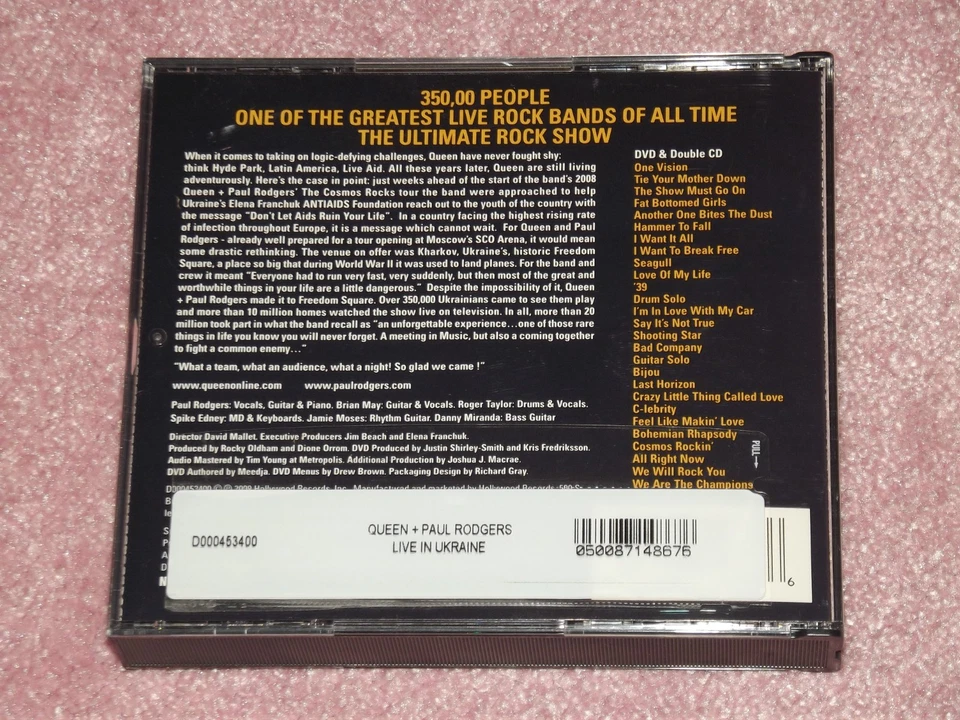 350,00 PEOPLE
ONE OF THE GREATEST LIVE ROCK BANDS OF ALL TIME
THE ULTIMATE ROCK SHOW
When it comes to taking on logic-defying challenges, Queen have never fought shy:
think Hyde Park, Latin America, Live Aid. All these years later, Queen are still living
adventurously. Here's the case in point: just weeks ahead of the start of the band's 2008
Queen + Paul Rodgers' The Cosmos Rocks tour the band were approached to help
Ukraine's Elena Franchuk ANTIAIDS Foundation reach out to the youth of the country with
the message "Don't Let Aids Ruin Your Life". In a country facing the highest rising rate
of infection throughout Europe, it is a message which cannot wait. For Queen and Paul
Rodgers - already well prepared for a tour opening at Moscow's SCO Arena, it would mean
some drastic rethinking. The venue on offer was Kharkov, Ukraine's, historic Freedom
Square, a place so big that during World War II it was used to land planes. For the band and
crew it meant "Everyone had to run very fast, very suddenly, but then most of the great and
worthwhile things in your life are a little dangerous." Despite the impossibility of it, Queen
+ Paul Rodgers made it to Freedom Square. Over 350,000 Ukrainians came to see them play
and more than 10 million homes watched the show live on television. In all, more than 20
million took part in what the band recall as "an unforgettable experience...one of those rare
things in life you know you will never forget. A meeting in Music, but also a coming together
to fight a common enemy..."
"What a team, what an audience, what a night! So glad we came !"
www.queenonline.com www.paulrodgers.com
Paul Rodgers: Vocals, Guitar & Piano. Brian May: Guitar & Vocals. Roger Taylor: Drums & Vocals.
Spike Edney: MD & Keyboards. Jamie Moses: Rhythm Guitar. Danny Miranda: Bass Guitar
Director David Mallet. Executive Producers Jim Beach and Elena Franchuk.
Produced by Rocky Oldham and Dione Orrom. DVD Produced by Justin Shirley-Smith and Kris Fredriksson.
Audio Mastered by Tim Young at Metropolis. Additional Production by Joshua J. Macrae.
DVD Authored by Meedja. DVD Menus by Drew Brown. Packaging Design by Richard Gray.
DVD & Double CD
One Vision
Tie Your Mother Down
The Show Must Go On
Fat Bottomed Girls
Another One Bites The Dust
Hammer To Fall
I Want It All
I Want To Break Free
Seagull
Love Of My Life
'39
Drum Solo
I'm In Love With My Car
Say It's Not True
Shooting Star
Bad Company
Guitar Solo
Bijou
Last Horizon
Crazy Little Thing Called Love
C-lebrity
Feel Like Makin' Love
Bohemian Rhapsody
Cosmos Rockin'
All Right Now
We Will Rock You
We Are The Champions
PULL→
D000453400
QUEEN + PAUL RODGERS
LIVE IN UKRAINE
050087148676
6